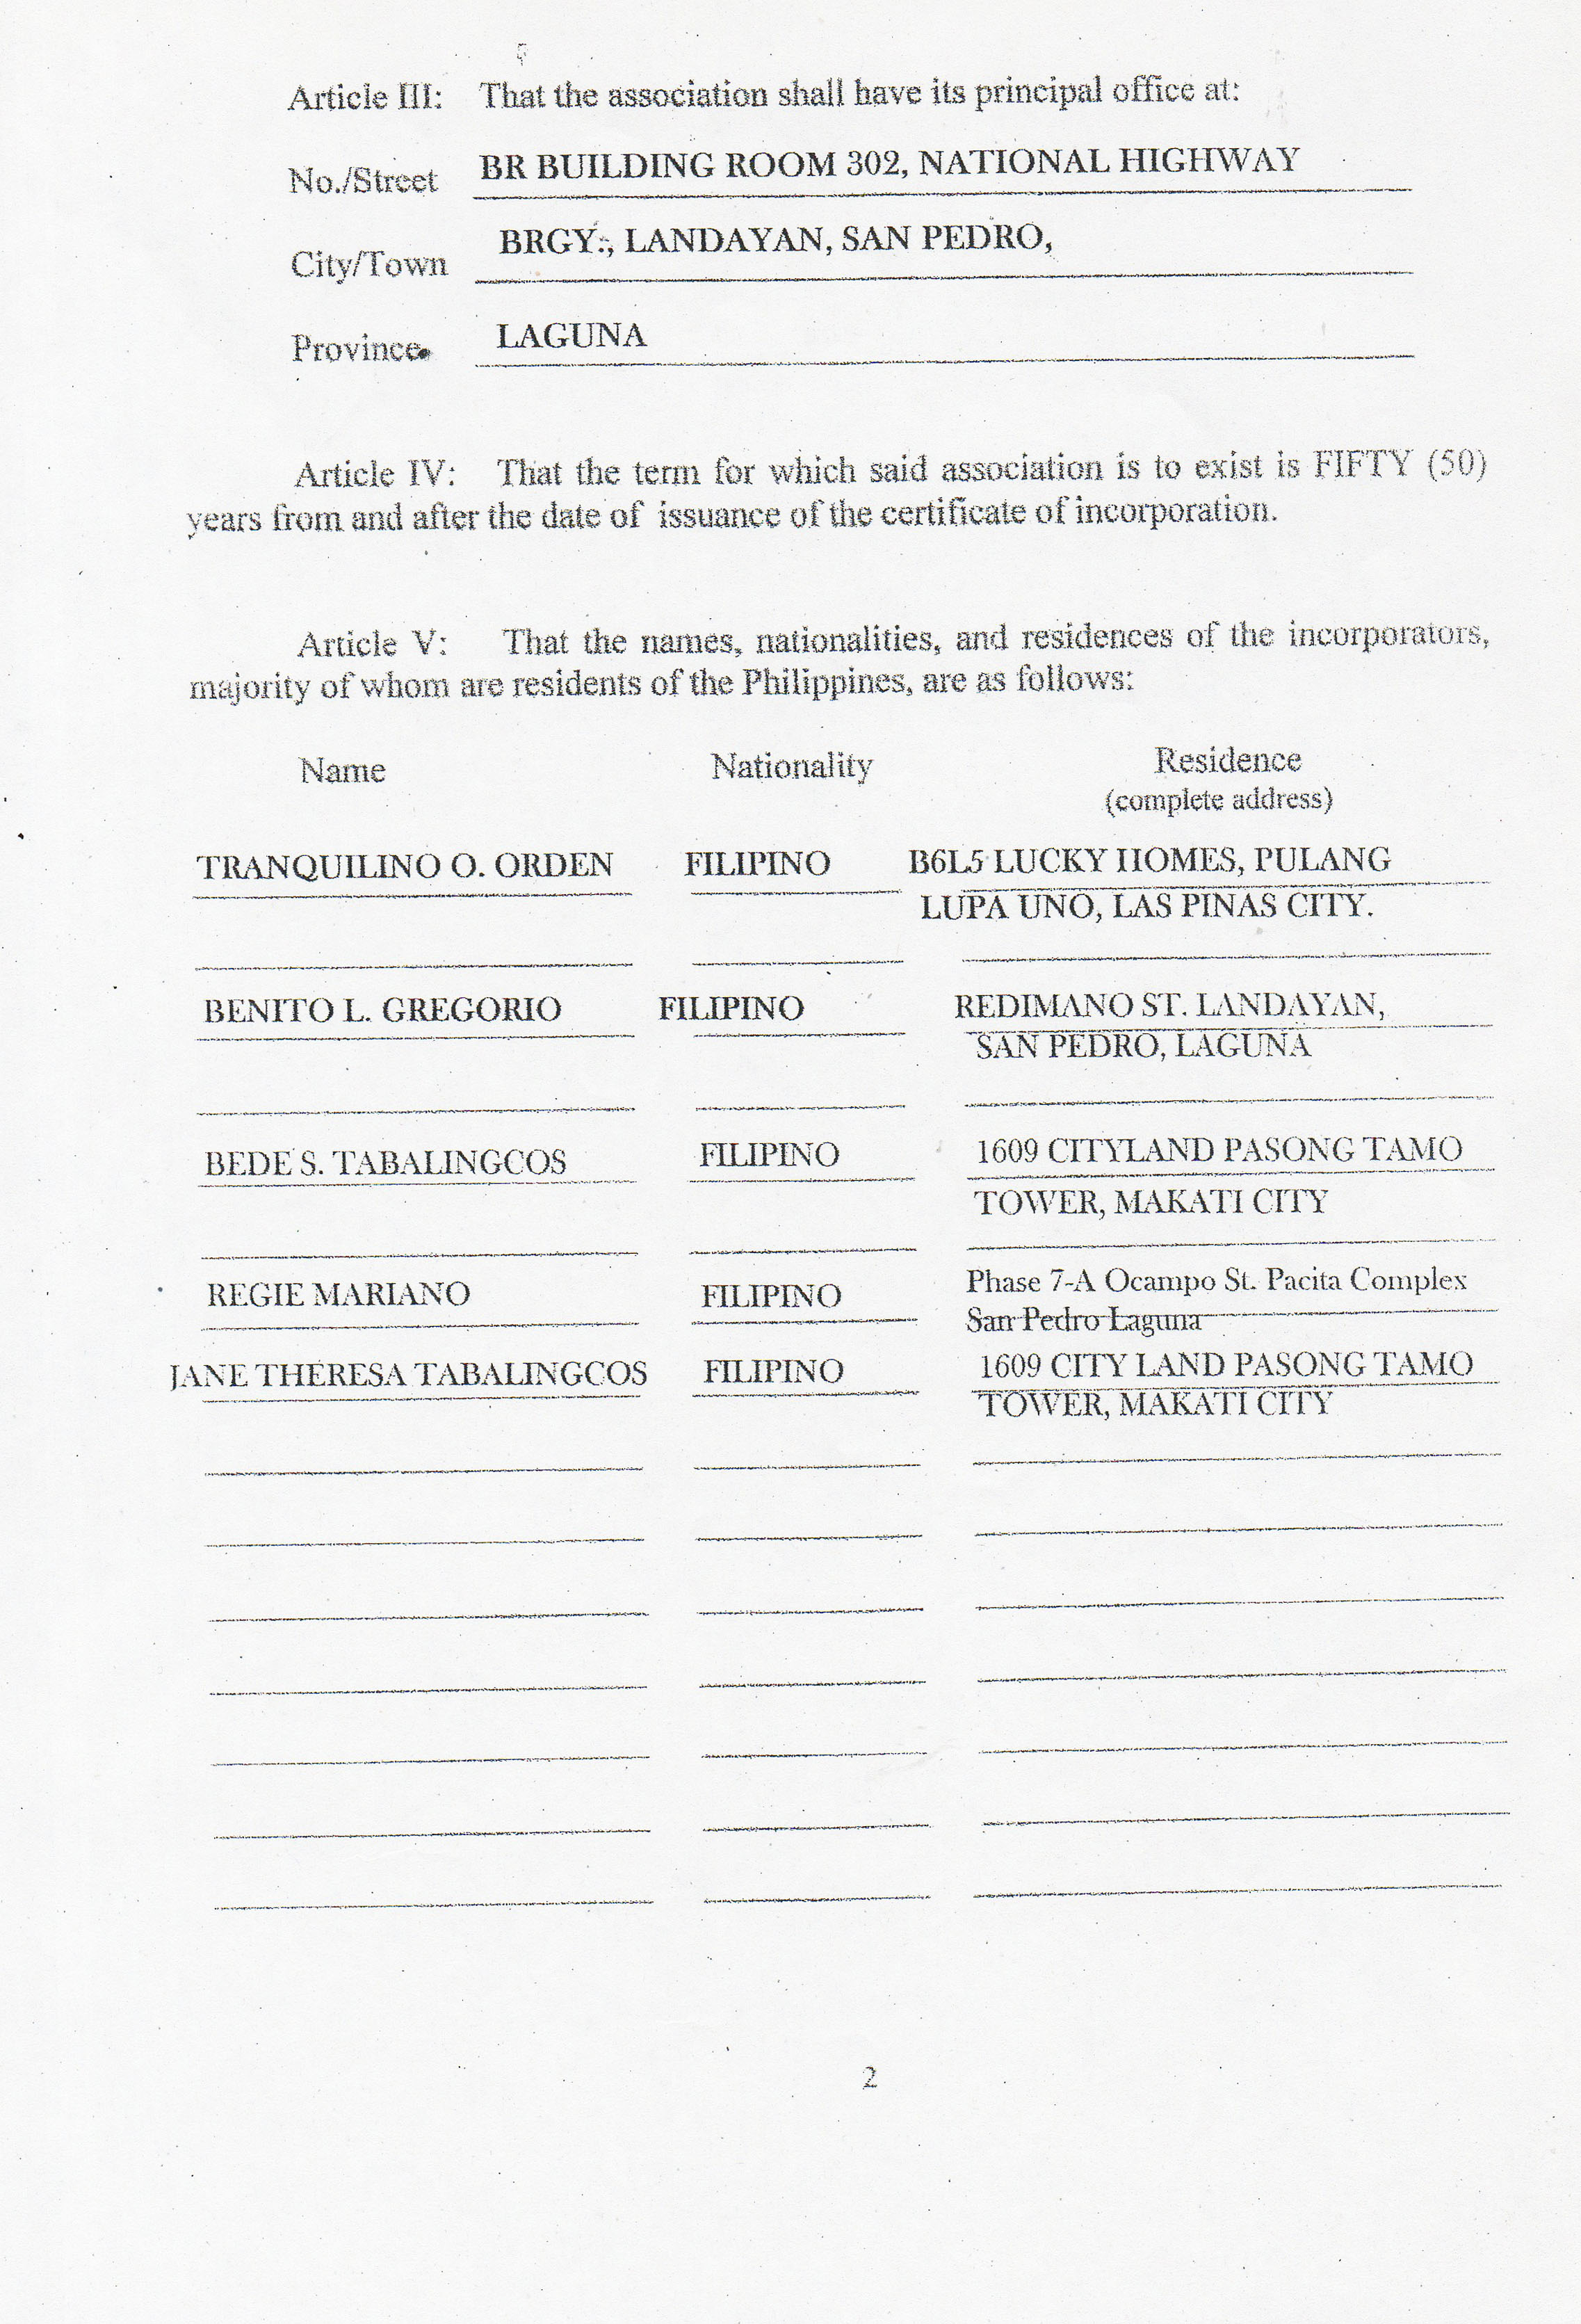 Article III: That the association shall have its principal office at:
No./Street BR BUILDING ROOM 302, NATIONAL HIGHWAY
City/Town BRGY., LANDAYAN, SAN PEDRO,
Province LAGUNA
Article IV: That the term for which said association is to exist is FIFTY (50)
years from and after the date of issuance of the certificate of incorporation.
Article V: That the names, nationalities, and residences of the incorporators,
majority of whom are residents of the Philippines, are as follows:
Name Nationality Residence
(complete address)
TRANQUILINO O. ORDEN FILIPINO B6L5 LUCKY HOMES, PULANG
LUPA UNO, LAS PINAS CITY.
BENITO L. GREGORIO FILIPINO REDIMANO ST. LANDAYAN,
SAN PEDRO, LAGUNA
BEDE S. TABALINGCOS FILIPINO 1609 CITYLAND PASONG TAMO
TOWER, MAKATI CITY
REGIE MARIANO FILIPINO Phase 7-A Ocampo St. Pacita Complex
San Pedro Laguna
JANE THERESA TABALINGCOS FILIPINO 1609 CITY LAND PASONG TAMO
TOWER, MAKATI CITY
2